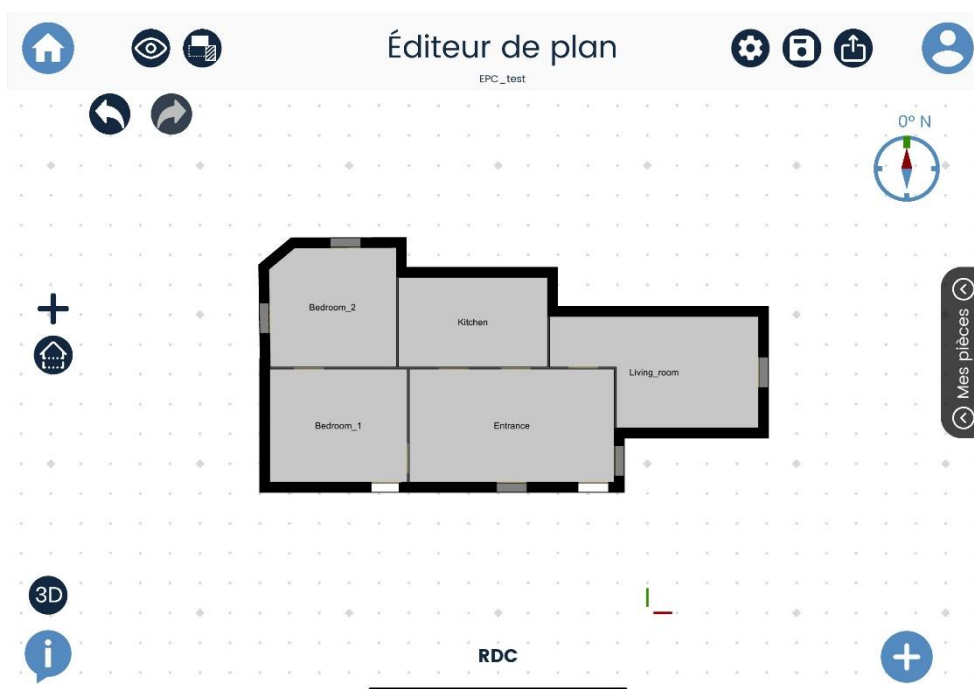 Éditeur de plan
EPC_test
0° N
Bedroom_2
Kitchen
Mes pièces
Living_room
Bedroom_1
Entrance
3D
i
RDC